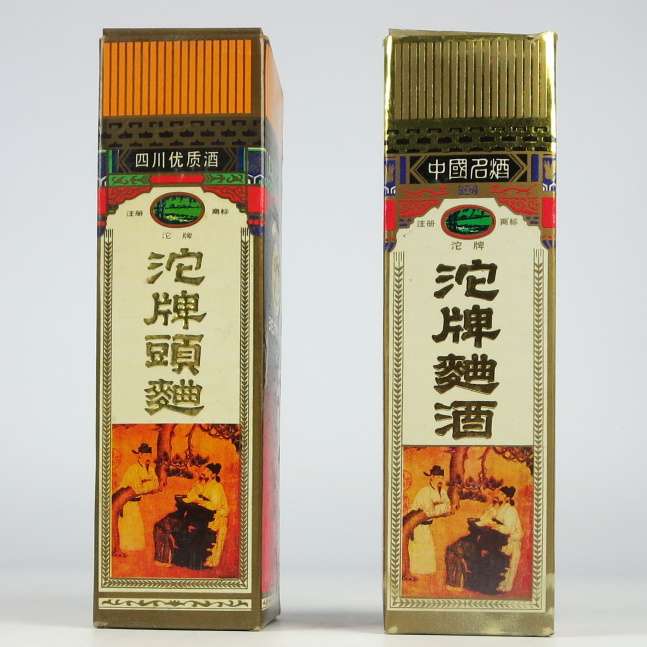 四川优质酒
注册 商标
沱牌
沱牌頭麯
中國名酒
注册 商标
沱牌
沱牌麯酒